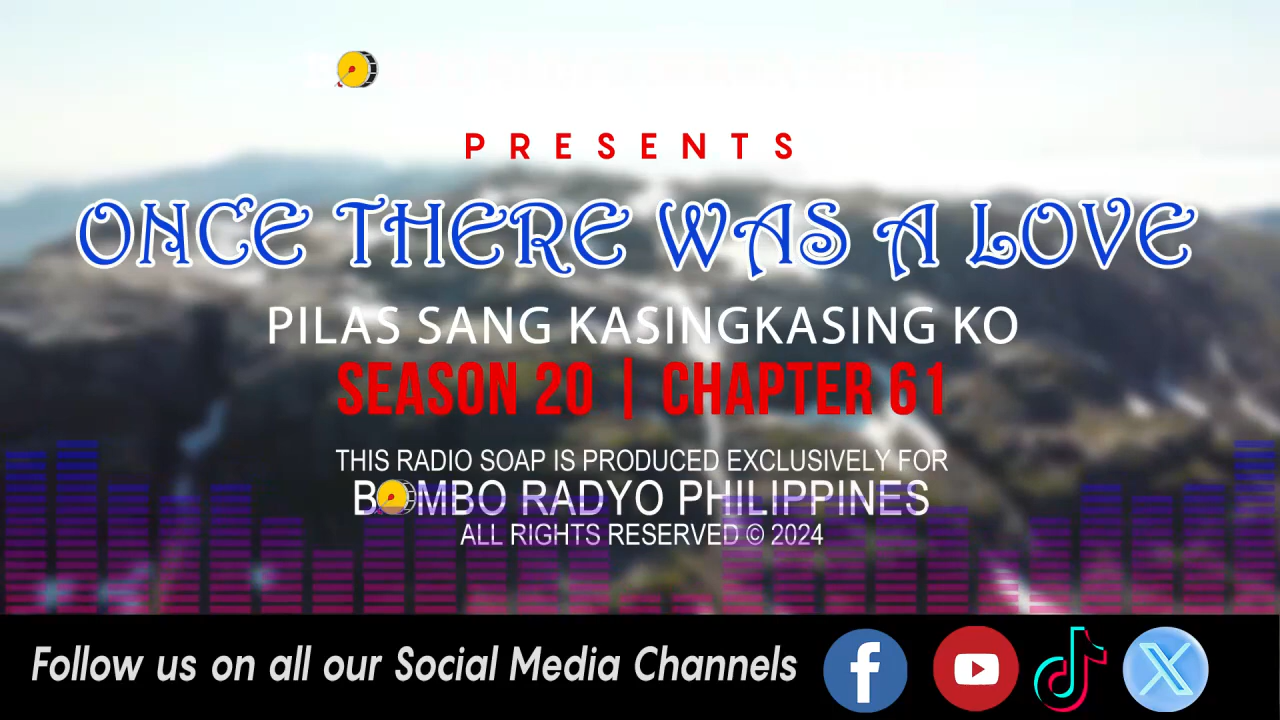 PRESENTS
ONCE THERE WAS A LOVE
PILAS SANG KASINGKASING KO
SEASON 20 | CHAPTER 61
THIS RADIO SOAP IS PRODUCED EXCLUSIVELY FOR
BOMBO RADYO PHILIPPINES
ALL RIGHTS RESERVED © 2024
Follow us on all our Social Media Channels